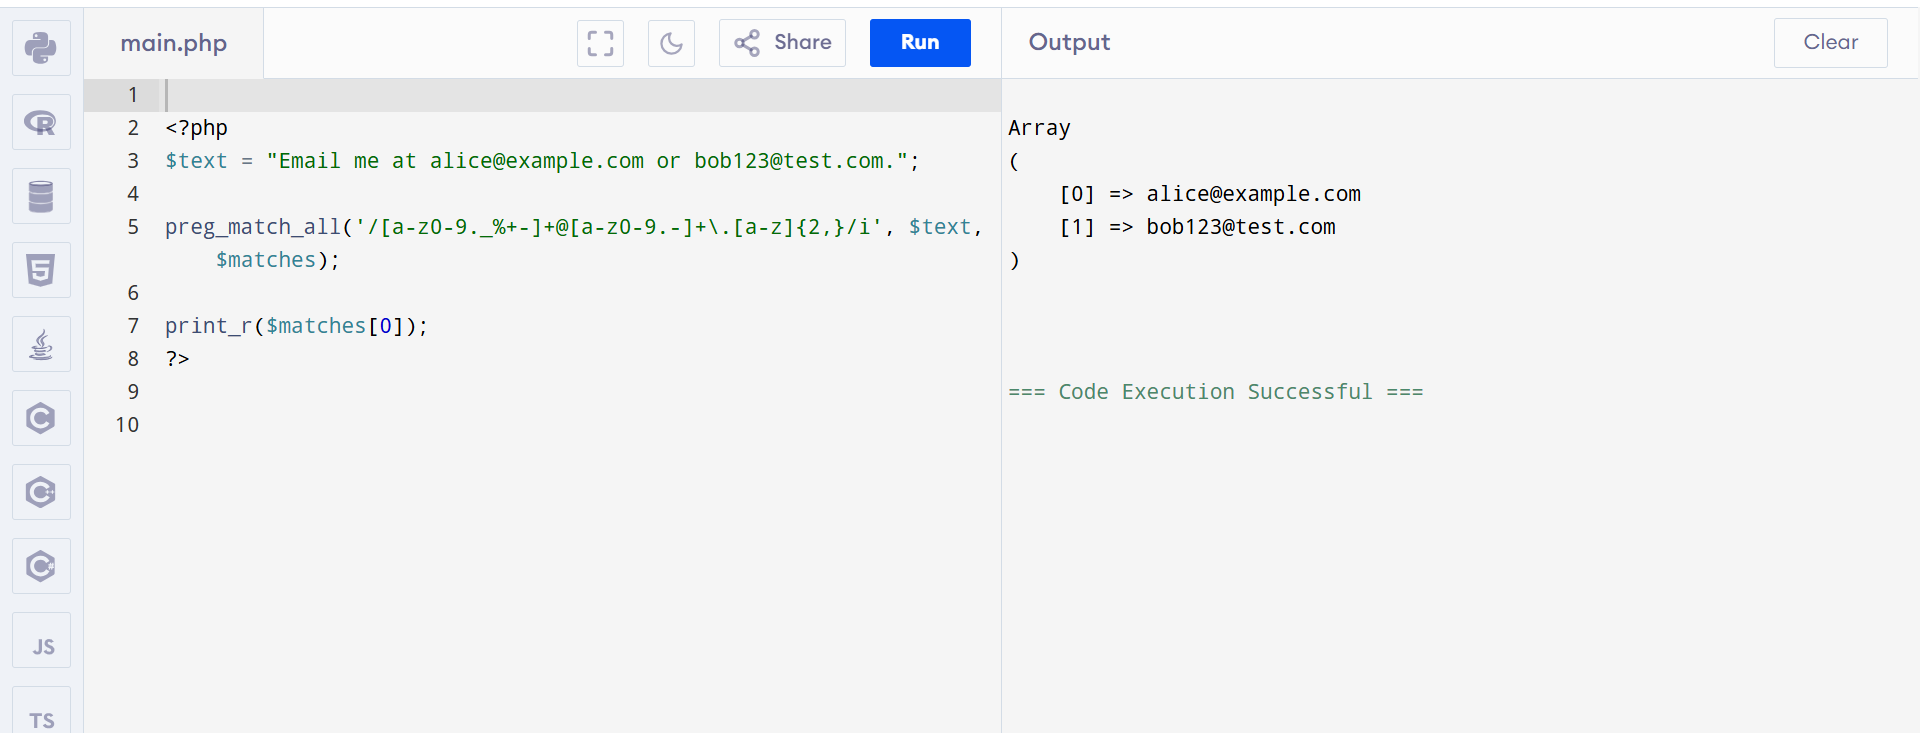 main.php
Share
Run
Output
Clear
1
2 <?php
3 $text = "Email me at alice@example.com or bob123@test.com.";
4
5 preg_match_all('/[a-z0-9._%+-]+@[a-z0-9.-]+\.[a-z]{2,}/i', $text,
$matches);
6
7 print_r($matches[0]);
8 ?>
9
10
Array
(
    [0] => alice@example.com
    [1] => bob123@test.com
)
=== Code Execution Successful ===
R
5
C
C++
C#
JS
TS